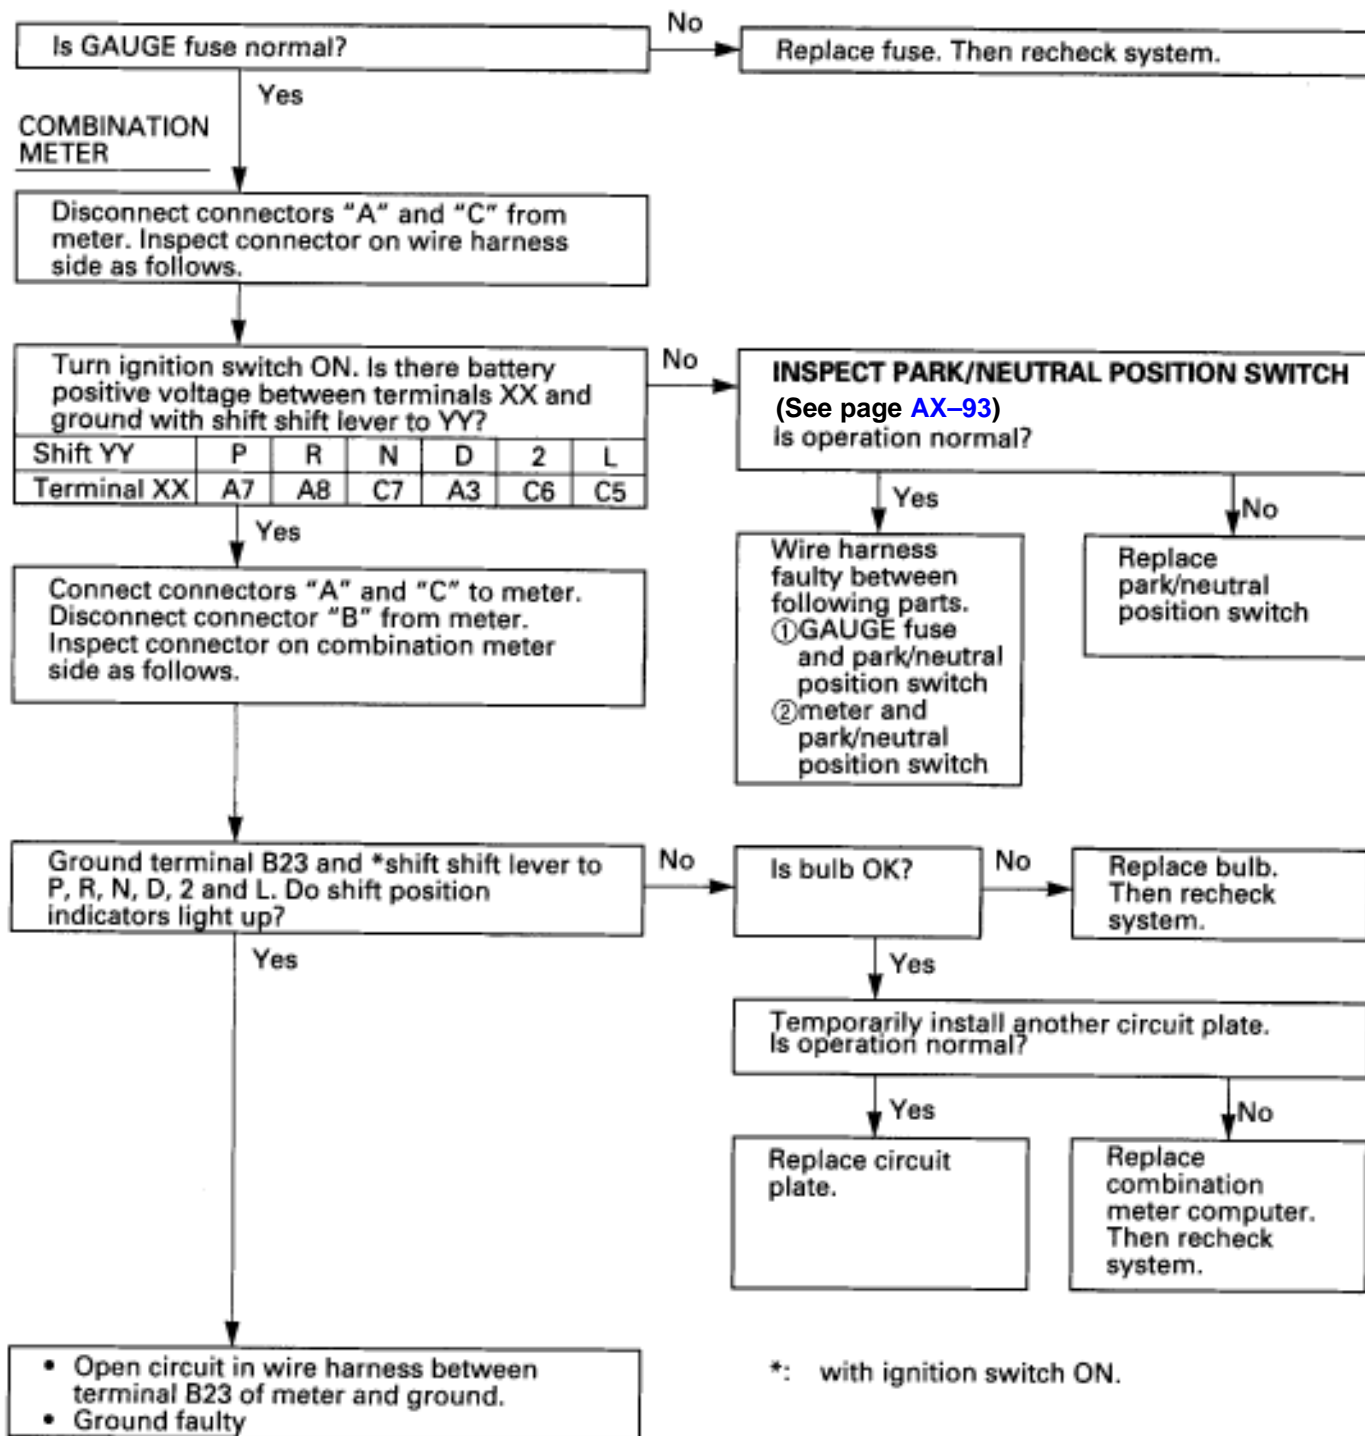 Is GAUGE fuse normal?
No
Replace fuse. Then recheck system.
Yes
COMBINATION
METER
Disconnect connectors "A" and "C" from
meter. Inspect connector on wire harness
side as follows.
Turn ignition switch ON. Is there battery
positive voltage between terminals XX and
ground with shift shift lever to YY?
Shift YY P R N D 2 L
Terminal XX A7 A8 C7 A3 C6 C5
No
INSPECT PARK/NEUTRAL POSITION SWITCH
(See page AX–93)
Is operation normal?
Yes
No
Wire harness
faulty between
following parts.
①GAUGE fuse
and park/neutral
position switch
②meter and
park/neutral
position switch
Replace
park/neutral
position switch
Yes
Connect connectors "A" and "C" to meter.
Disconnect connector "B" from meter.
Inspect connector on combination meter
side as follows.
Ground terminal B23 and *shift shift lever to
P, R, N, D, 2 and L. Do shift position
indicators light up?
No
Is bulb OK?
No
Replace bulb.
Then recheck
system.
Yes
Yes
Temporarily install another circuit plate.
Is operation normal?
Yes
No
Replace circuit
plate.
Replace
combination
meter computer.
Then recheck
system.
• Open circuit in wire harness between
terminal B23 of meter and ground.
• Ground faulty
*: with ignition switch ON.